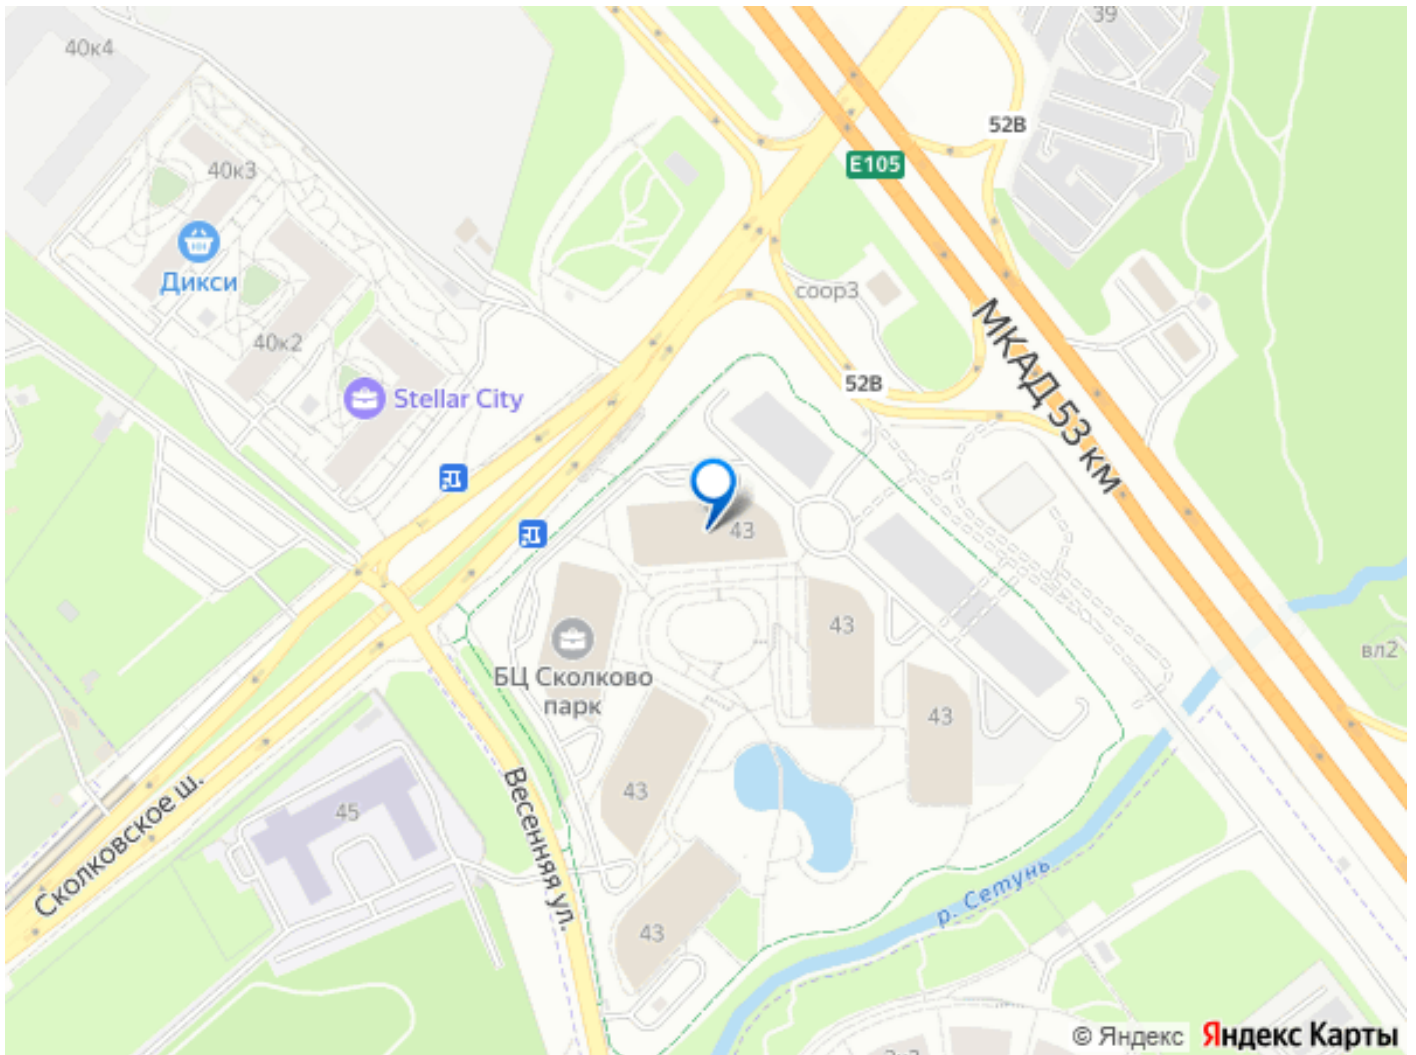 40к4
39
52В
E105
40к3
Дикси
соор3
МКАД 53 км
40к2
52В
Stellar City
43
43
вл2
БЦ Сколково
парк
43
43
45
Сколковское ш.
Весенняя ул.
р. Сетунь
43
© Яндекс
Яндекс Карты